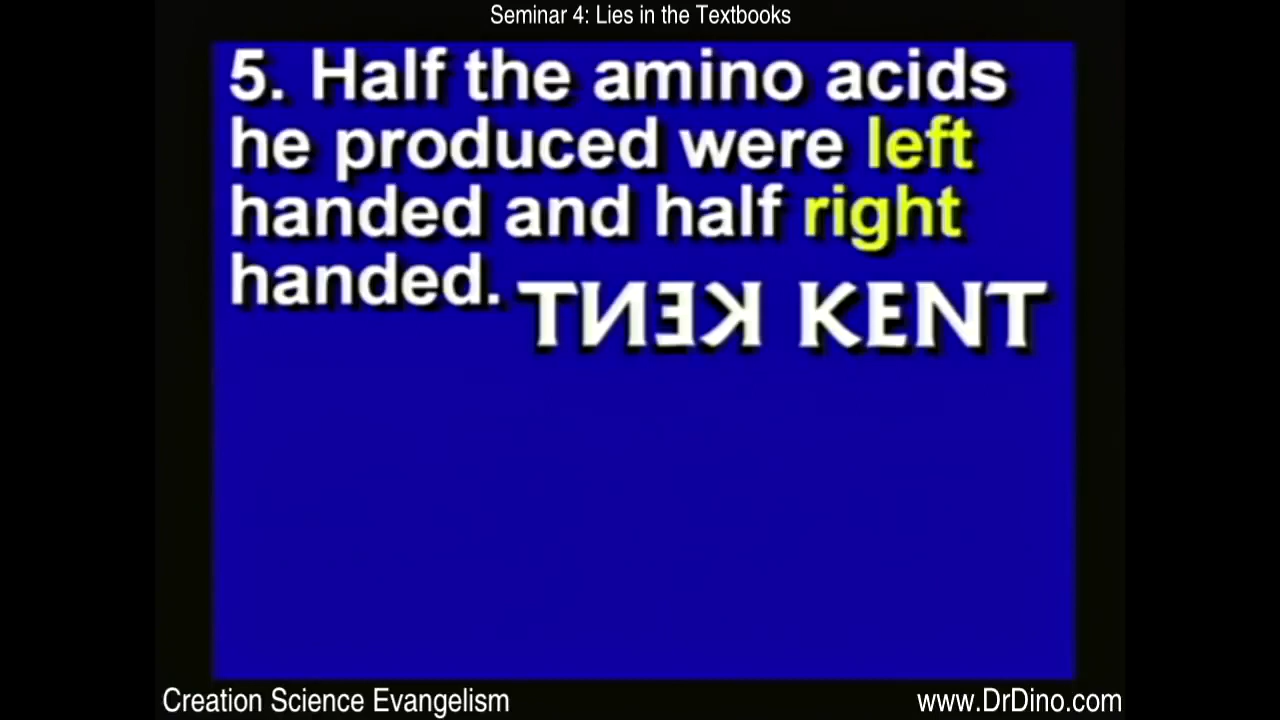 Seminar 4: Lies in the Textbooks
5. Half the amino acids
he produced were left
handed and half right
handed.
TNEK KENT
Creation Science Evangelism
www.DrDino.com